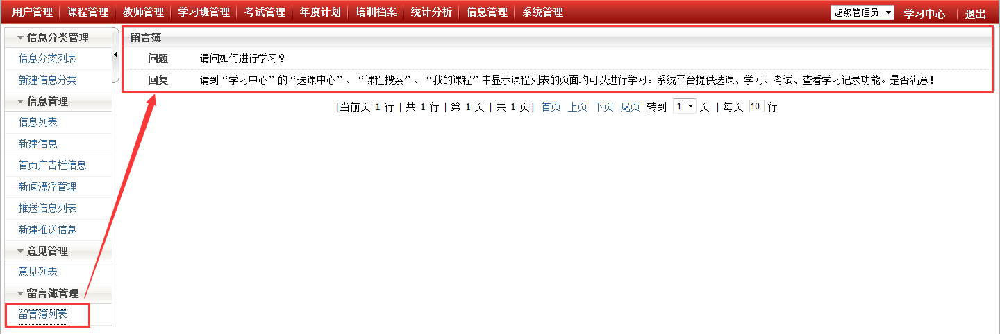 用户管理 课程管理 教师管理 学习班管理 考试管理 年度计划 培训档案 统计分析 信息管理 系统管理 超级管理员 学习中心 退出
信息分类管理
信息分类列表
新建信息分类
信息管理
信息列表
新建信息
首页广告栏信息
新闻漂浮管理
推送信息列表
新建推送信息
意见管理
意见列表
留言簿管理
留言簿列表
留言簿
问题 请问如何进行学习？
回复 请到“学习中心”的“选课中心”、“课程搜索”、“我的课程”中显示课程列表的页面均可以进行学习。系统平台提供选课、学习、考试、查看学习记录功能。是否满意！
[当前页 1 行 | 共 1 行 | 第 1 页 | 共 1 页] 首页 上页 下页 尾页 转到 1 页 | 每页 10 行